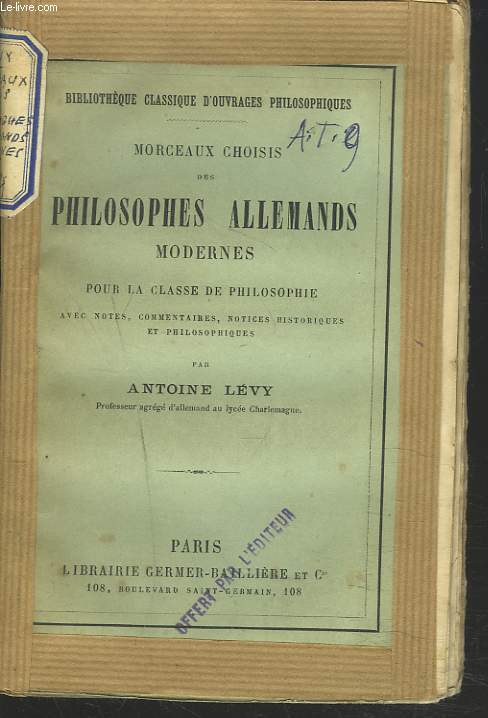 Le-livre.com
BIBLIOTHÈQUE CLASSIQUE D'OUVRAGES PHILOSOPHIQUES
A.T.9
MORCEAUX CHOISIS
DES
PHILOSOPHES ALLEMANDS
MODERNES
POUR LA CLASSE DE PHILOSOPHIE
AVEC NOTES, COMMENTAIRES, NOTICES HISTORIQUES
ET PHILOSOPHIQUES
PAR
ANTOINE LÉVY
Professeur agrégé d'allemand au lycée Charlemagne.
OFFERT PAR L'ÉDITEUR
PARIS
LIBRAIRIE GERMER-BAILLIÈRE ET Cie
108, BOULEVARD SAINT-GERMAIN, 108